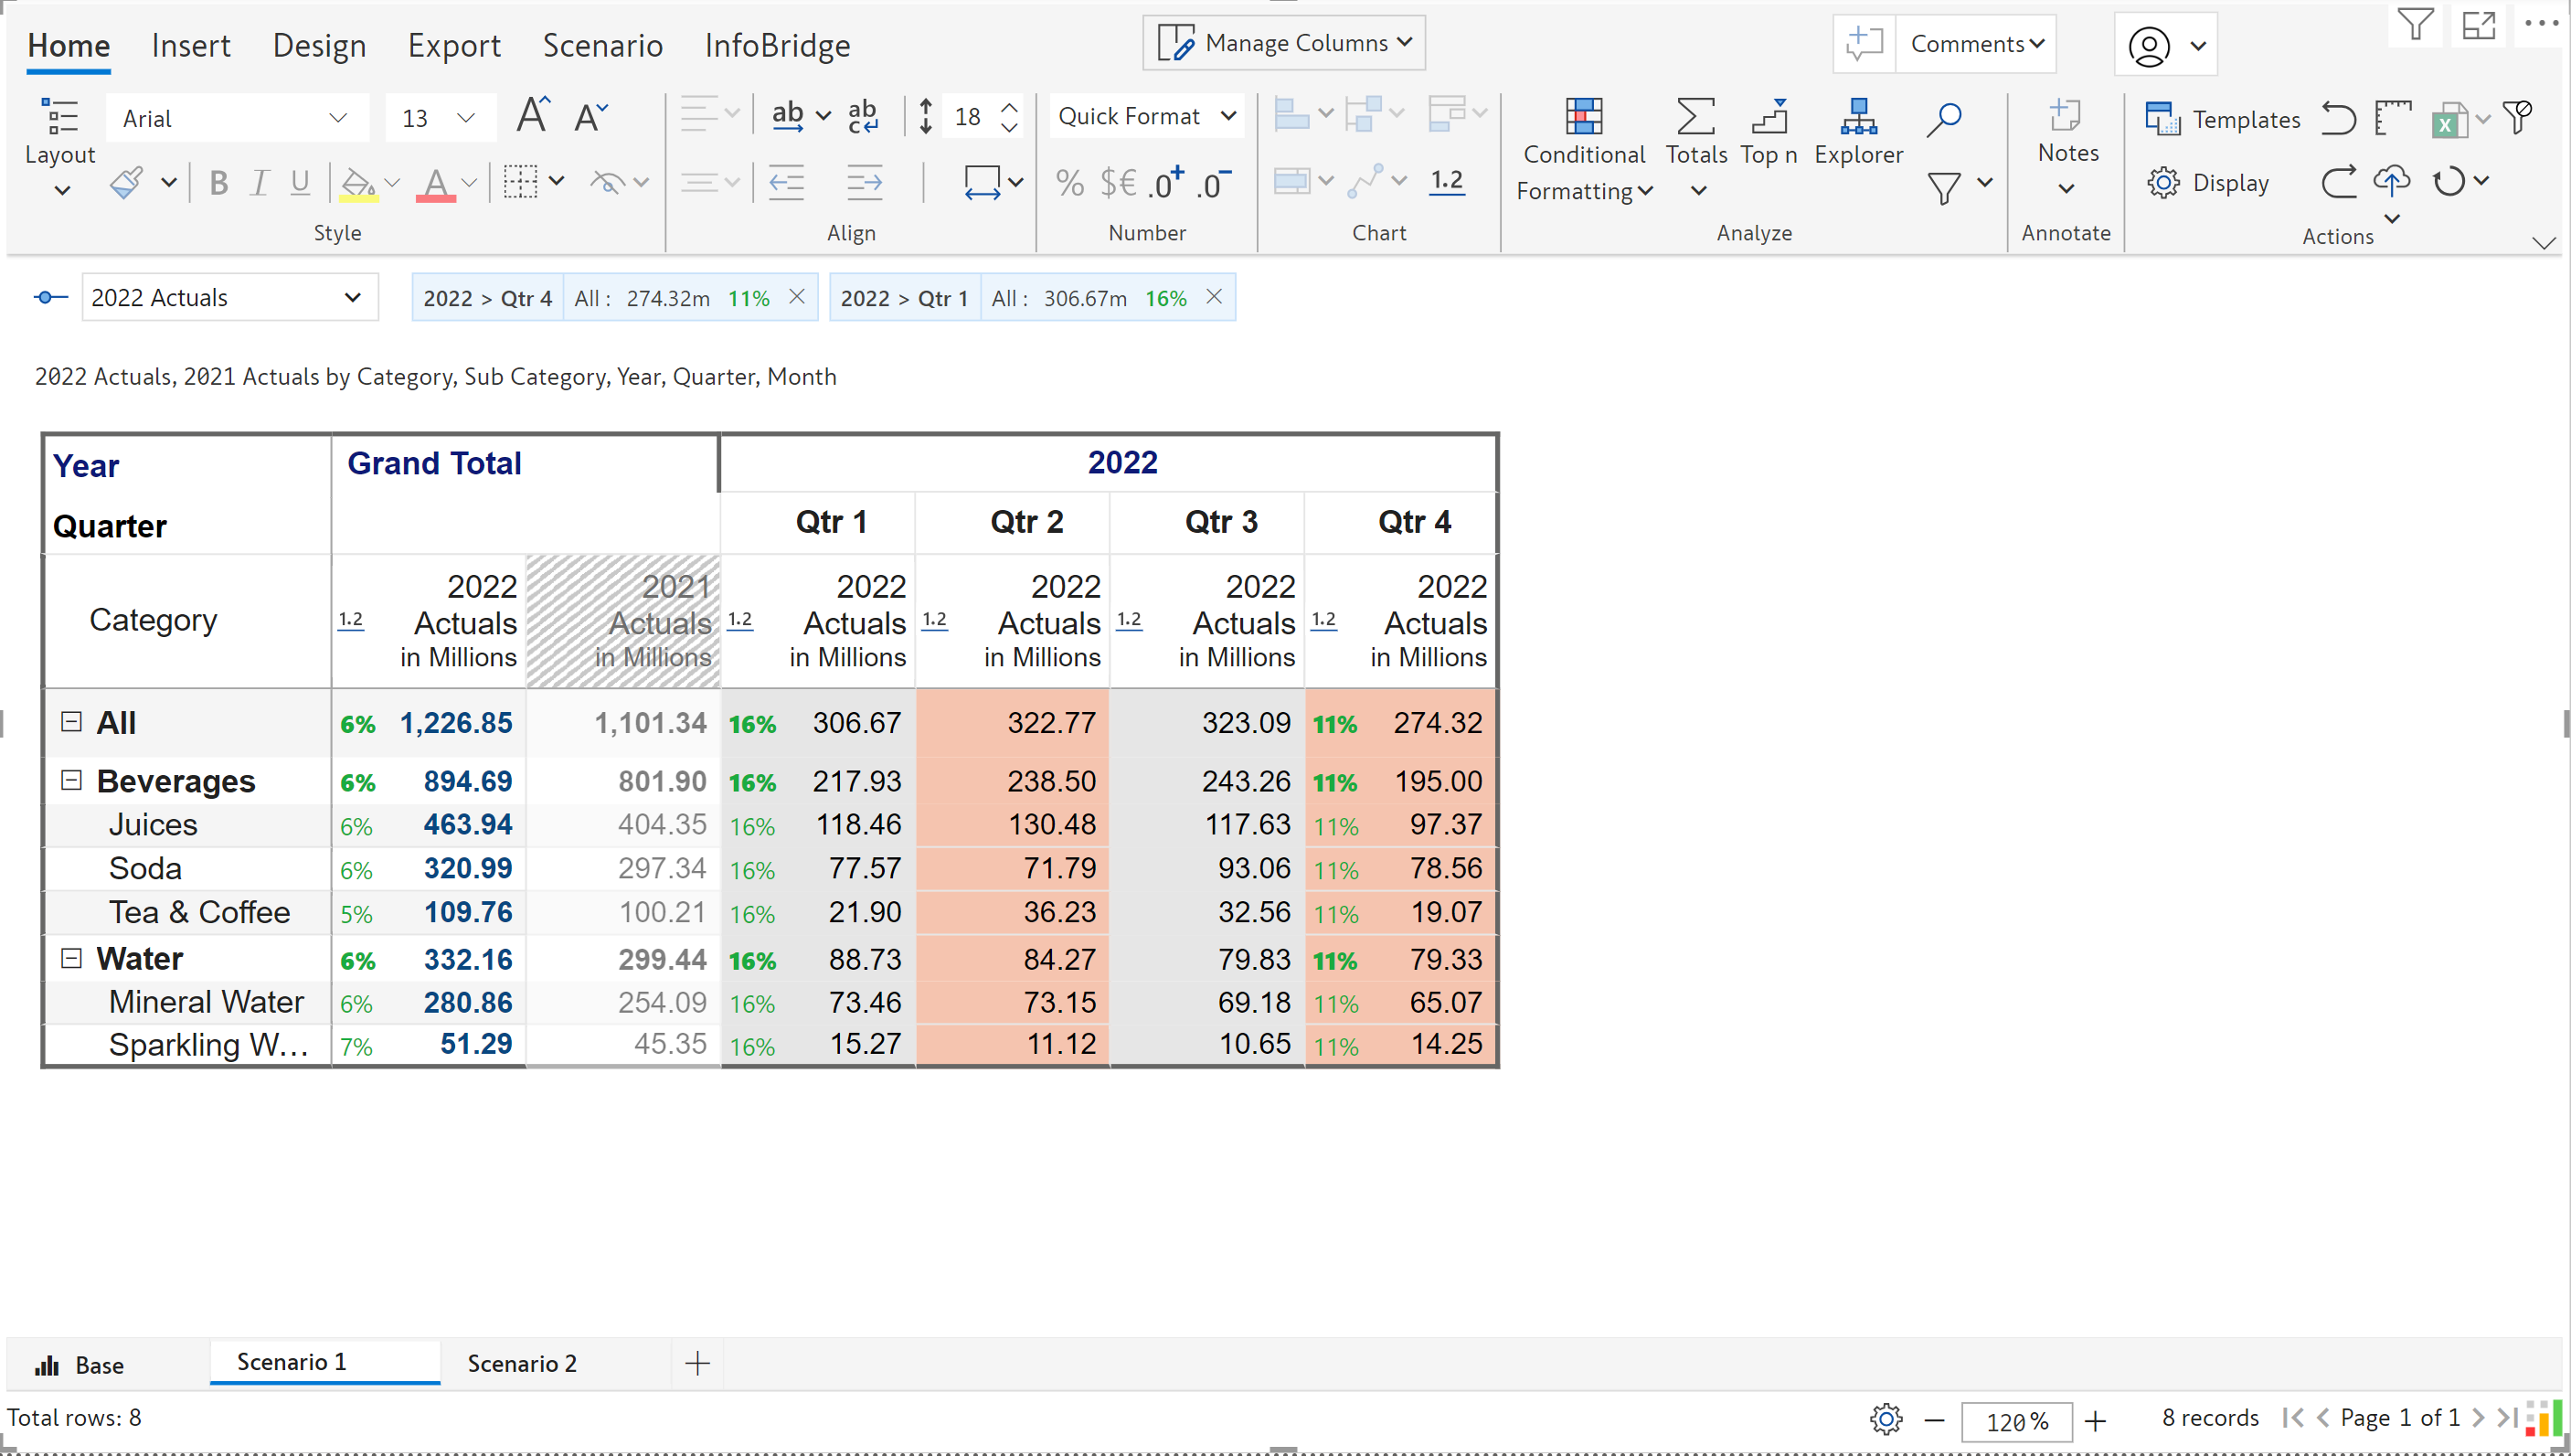 Home Insert Design Export Scenario InfoBridge Manage Columns Comments
Arial 13 A A ab ab c 18 Quick Format Templates
Layout Conditional Formatting Totals Top n Explorer Notes
B I U A % $€ .0+ .0- 1.2 Display
Style Align Number Chart Analyze Annotate Actions
2022 Actuals 2022 > Qtr 4 All : 274.32m 11% 2022 > Qtr 1 All : 306.67m 16%
2022 Actuals, 2021 Actuals by Category, Sub Category, Year, Quarter, Month
Year Grand Total 2022
Quarter Qtr 1 Qtr 2 Qtr 3 Qtr 4
Category 1.2 2022 Actuals in Millions 2021 Actuals in Millions 1.2 2022 Actuals in Millions 1.2 2022 Actuals in Millions 1.2 2022 Actuals in Millions 1.2 2022 Actuals in Millions
All 6% 1,226.85 1,101.34 16% 306.67 322.77 323.09 11% 274.32
Beverages 6% 894.69 801.90 16% 217.93 238.50 243.26 11% 195.00
Juices 6% 463.94 404.35 16% 118.46 130.48 117.63 11% 97.37
Soda 6% 320.99 297.34 16% 77.57 71.79 93.06 11% 78.56
Tea & Coffee 5% 109.76 100.21 16% 21.90 36.23 32.56 11% 19.07
Water 6% 332.16 299.44 16% 88.73 84.27 79.83 11% 79.33
Mineral Water 6% 280.86 254.09 16% 73.46 73.15 69.18 11% 65.07
Sparkling W... 7% 51.29 45.35 16% 15.27 11.12 10.65 11% 14.25
Base Scenario 1 Scenario 2 +
Total rows: 8 120% 8 records Page 1 of 1